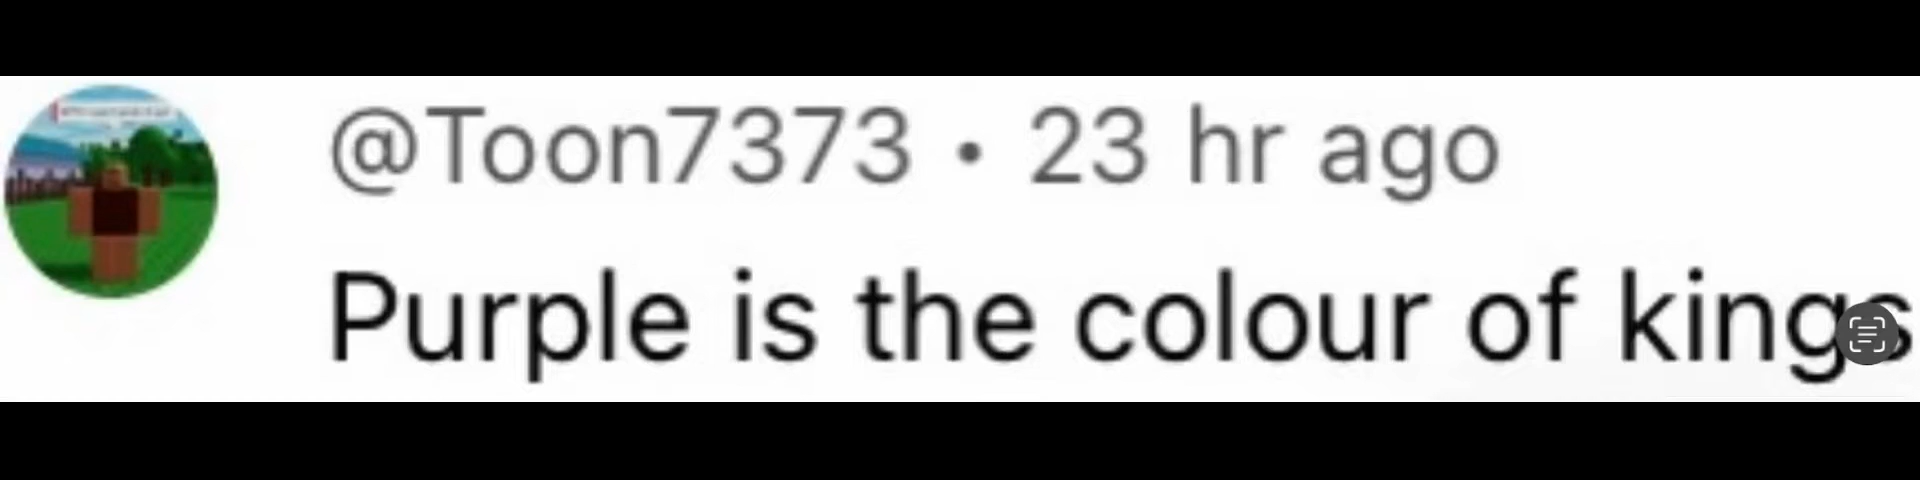 @Toon7373 • 23 hr ago
Purple is the colour of kings